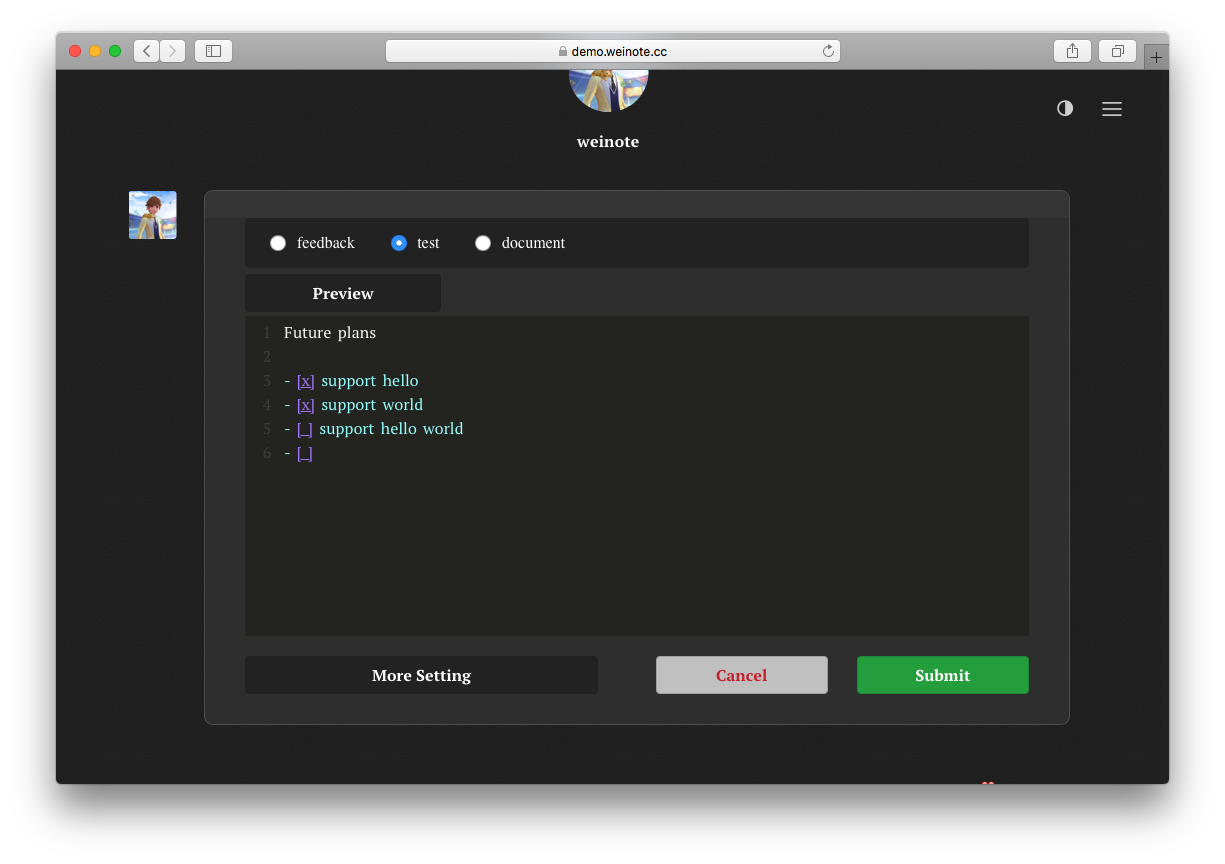 demo.weinote.cc
weinote
feedback test document
Preview
1 Future plans
2
3 - [x] support hello
4 - [x] support world
5 - [ ] support hello world
6 - [ ]
More Setting Cancel Submit